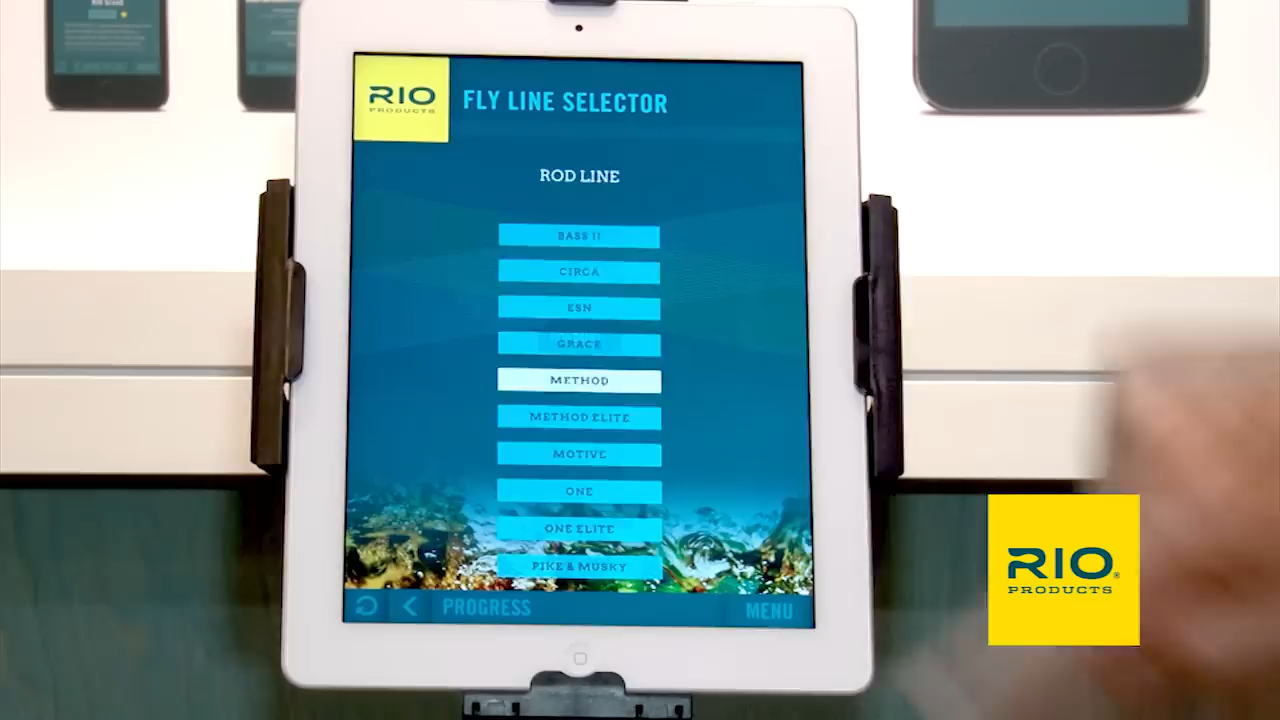 RIO
PRODUCTS
FLY LINE SELECTOR
ROD LINE
BASS II
CIRCA
ESN
GRACE
METHOD
METHOD ELITE
MOTIVE
ONE
ONE ELITE
PIKE & MUSKY
PROGRESS
MENU
RIO®
PRODUCTS